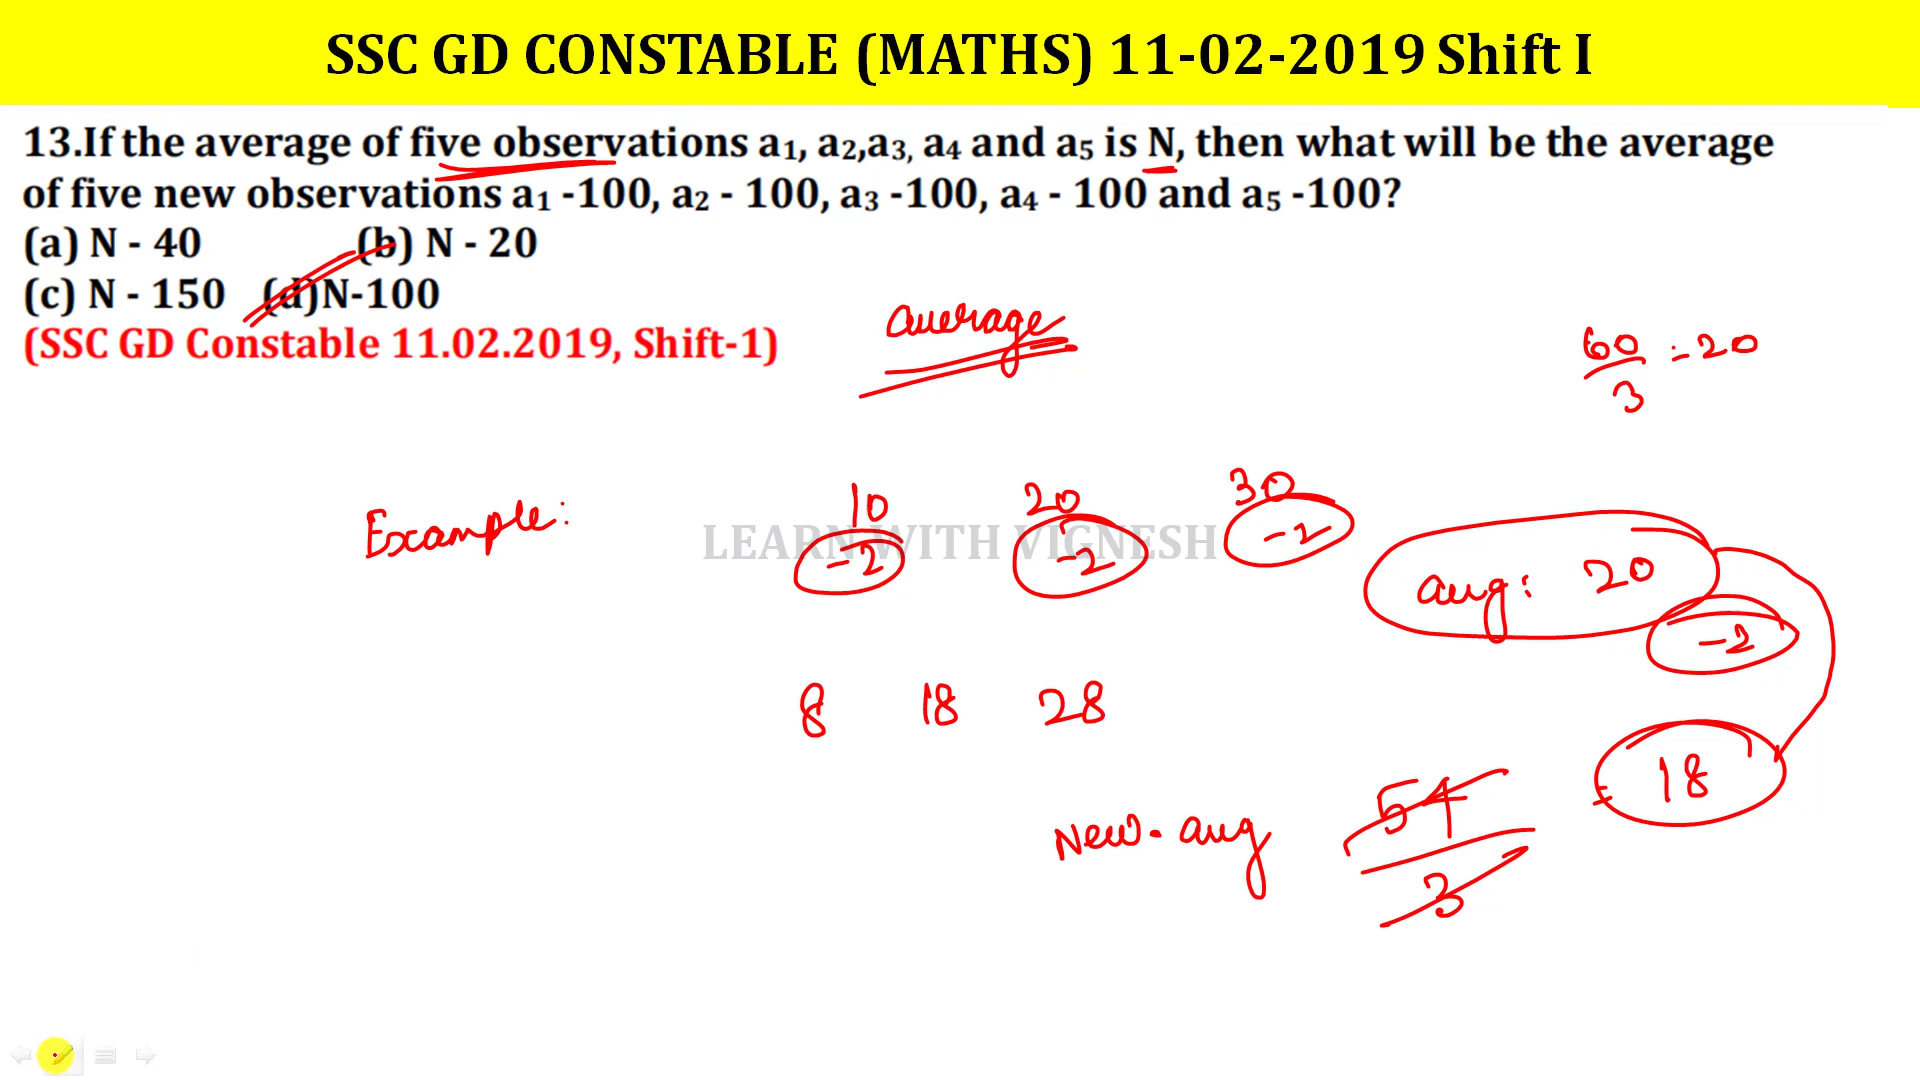 SSC GD CONSTABLE (MATHS) 11-02-2019 Shift I
13.If the average of five observations a₁, a₂,a₃, a₄ and a₅ is N, then what will be the average
of five new observations a₁ -100, a₂ - 100, a₃ -100, a₄ - 100 and a₅ -100?
(a) N - 40 (b) N - 20
(c) N - 150 (d)N-100
(SSC GD Constable 11.02.2019, Shift-1)
average
60/3 = 20
Example: 10 20 30
-2 -2 -2
LEARN WITH VIGNESH
avg: 20
-2
8 18 28
New. avg 54/3 = 18